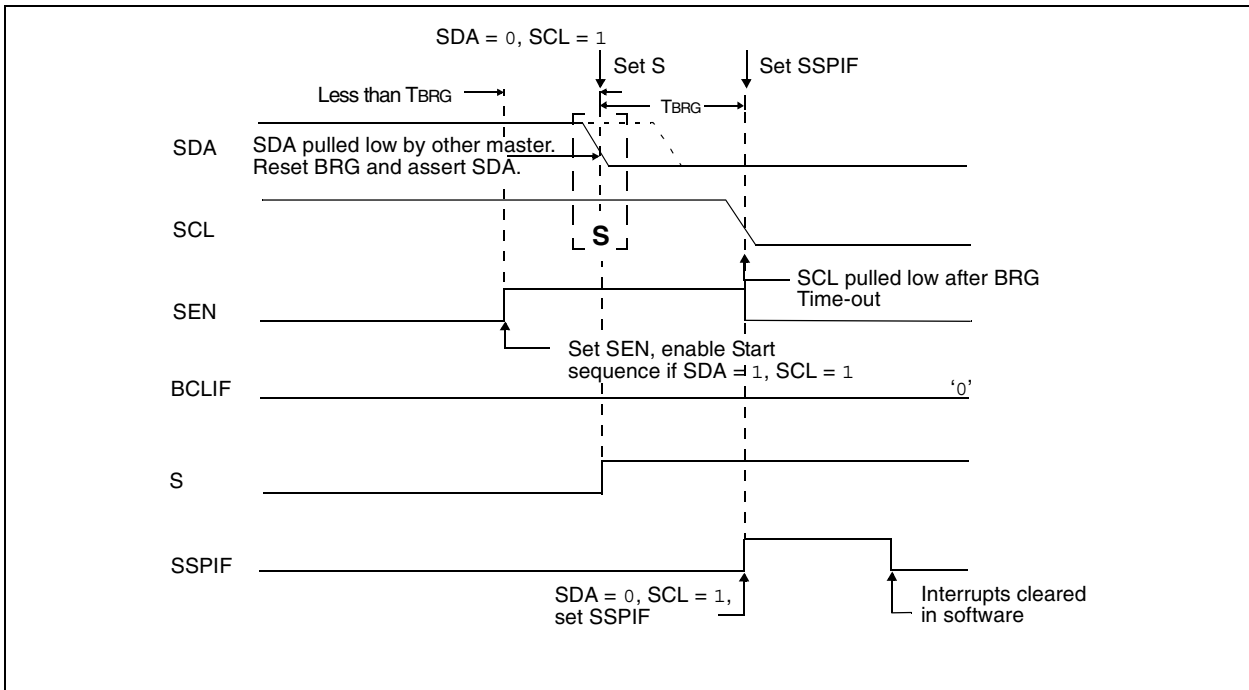 SDA = 0, SCL = 1
Set S
Set SSPIF
Less than TBRG
TBRG
SDA
SDA pulled low by other master.
Reset BRG and assert SDA.
SCL
S
SCL pulled low after BRG
Time-out
SEN
Set SEN, enable Start
sequence if SDA = 1, SCL = 1
BCLIF
‘0’
S
SSPIF
SDA = 0, SCL = 1,
set SSPIF
Interrupts cleared
in software